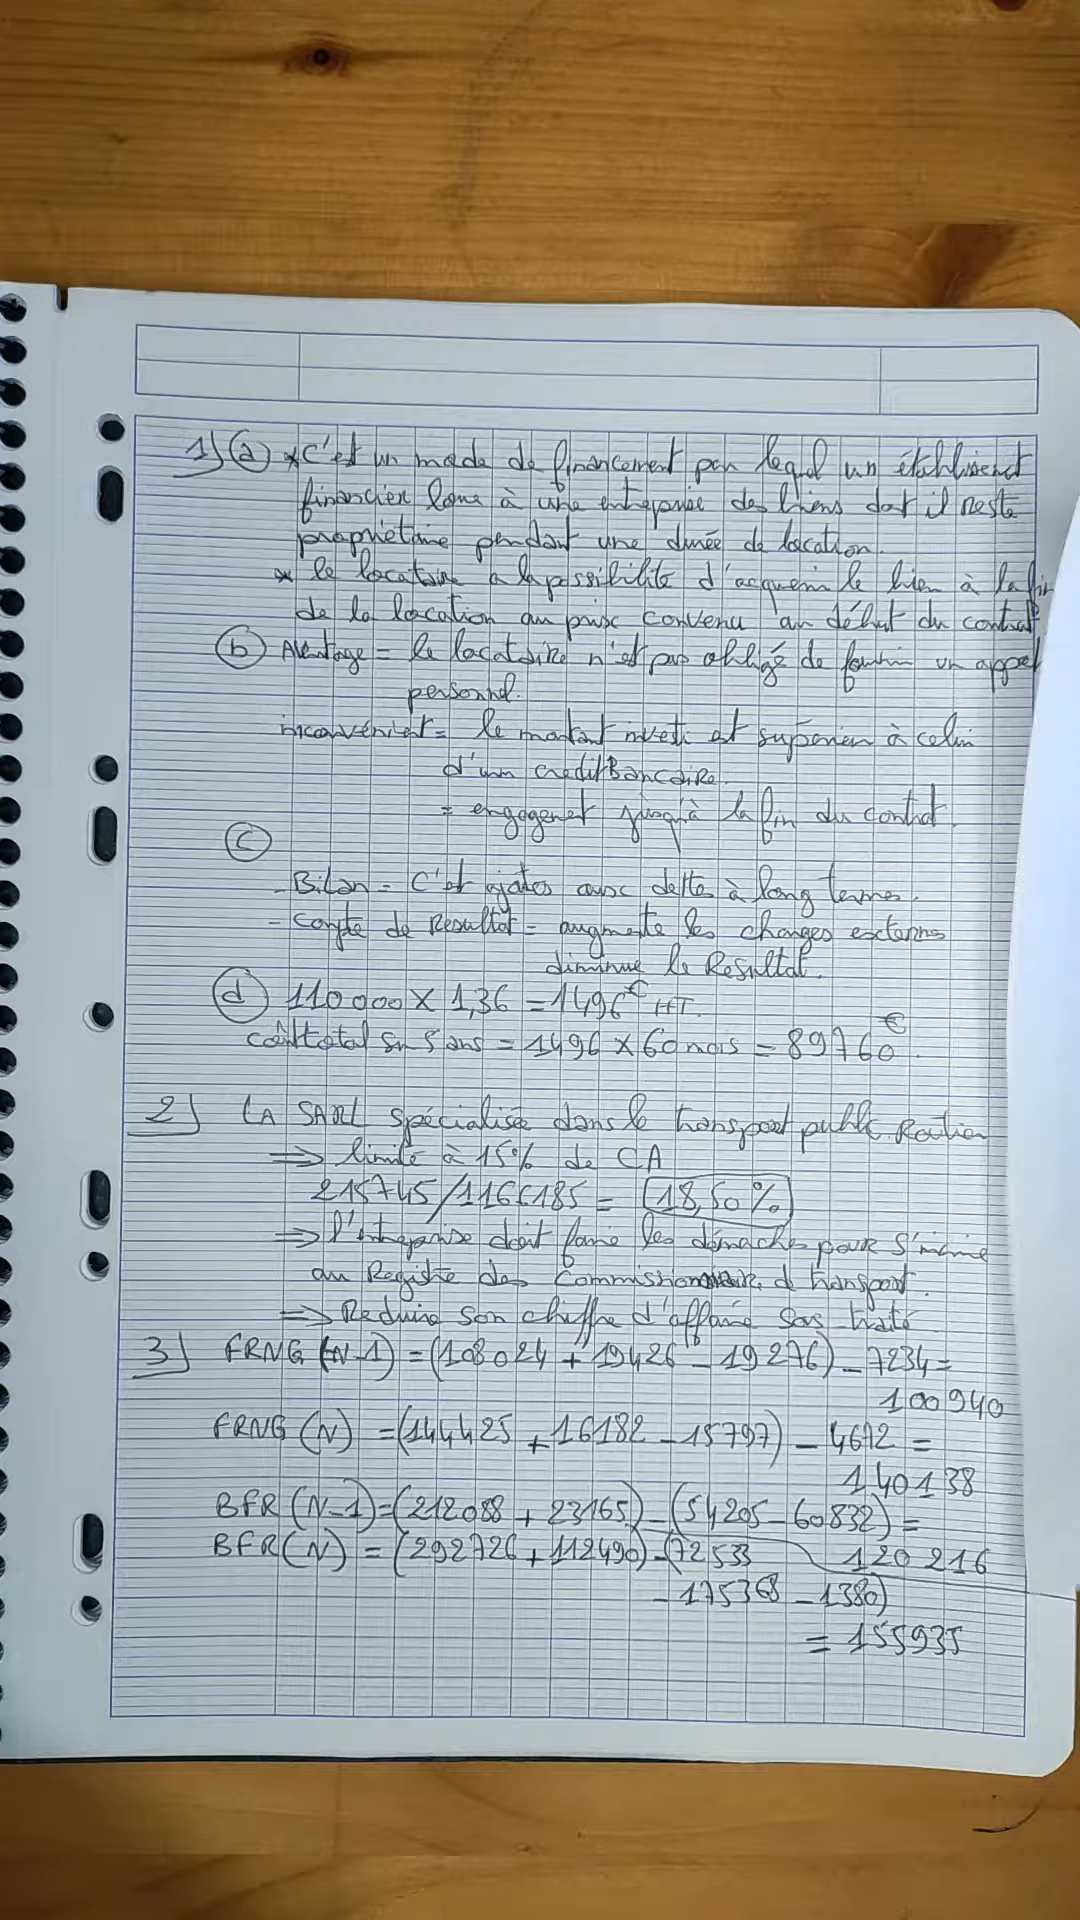 1) (a) * C'est un mode de financement par lequel un établissement
financier loue à une entreprise des biens dont il reste
propriétaire pendant une durée de location.
* le locataire a la possibilité d'acquerir le bien à la fin
de la location au prix convenu au début du contrat
(b) Avantage = le locataire n'est pas obligé de fournir un appel
personnel.
inconvénient = le montant investi est superieur à celui
d'un credit Bancaire.
= engagement jusqu'à la fin du contrat.
(c)
- Bilan = C'est ajoutes aux dette à long termes.
- Compte de Resultat = augmente les charges externes
diminue le Resultat.
(d) 110 000 X 1,36 = 1496€ HT.
coût total sur 5 ans = 1496 x 60 mois = 89760€.
2) LA SARL spécialisée dans le transport public Routier
=> limité à 15% de CA
215745/1166185 = 18,50%
=> l'entreprise doit faire les démarches pour s'inscrire
au Registre des Commissionnaire de transport.
=> Reduire son chiffre d'affaire sous-traité
3) FRNG (N-1) = (108024 + 19426 - 19276) - 7234 =
100940
FRNG (N) = (144425 + 16182 - 15797) - 4672 =
140138
BFR (N-1) = (212088 + 23165) - (54205 - 60832) =
120216
BFR (N) = (292726 + 112490) - (72533
- 175368 - 1380)
= 155935